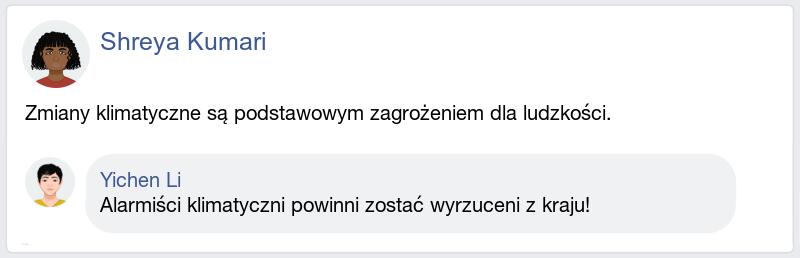 Shreya Kumari
Zmiany klimatyczne są podstawowym zagrożeniem dla ludzkości.
Yichen Li
Alarmiści klimatyczni powinni zostać wyrzuceni z kraju!